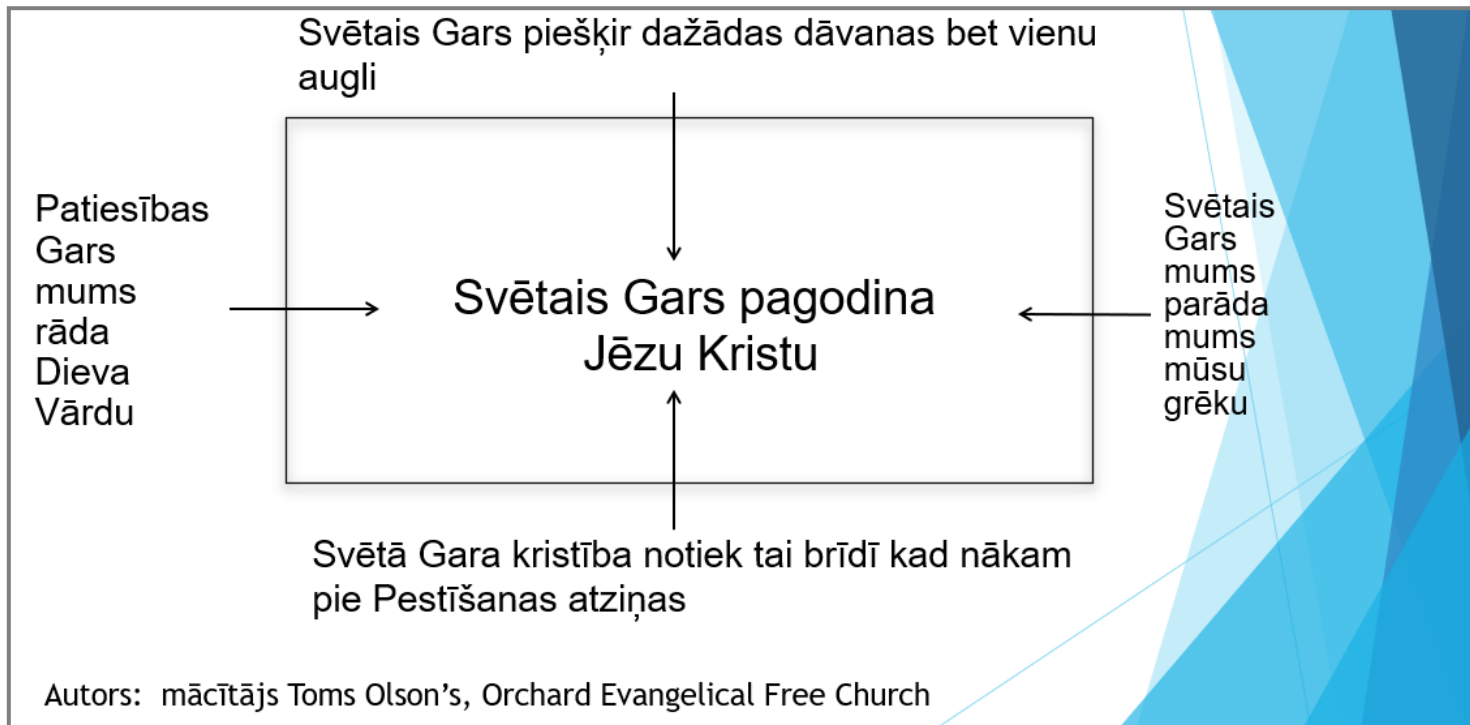 Svētais Gars piešķir dažādas dāvanas bet vienu
augli
Patiesības
Gars
mums
rāda
Dieva
Vārdu
Svētais Gars pagodina
Jēzu Kristu
Svētais
Gars
mums
parāda
mums
mūsu
grēku
Svētā Gara kristība notiek tai brīdī kad nākam
pie Pestīšanas atziņas
Autors: mācītājs Toms Olson's, Orchard Evangelical Free Church